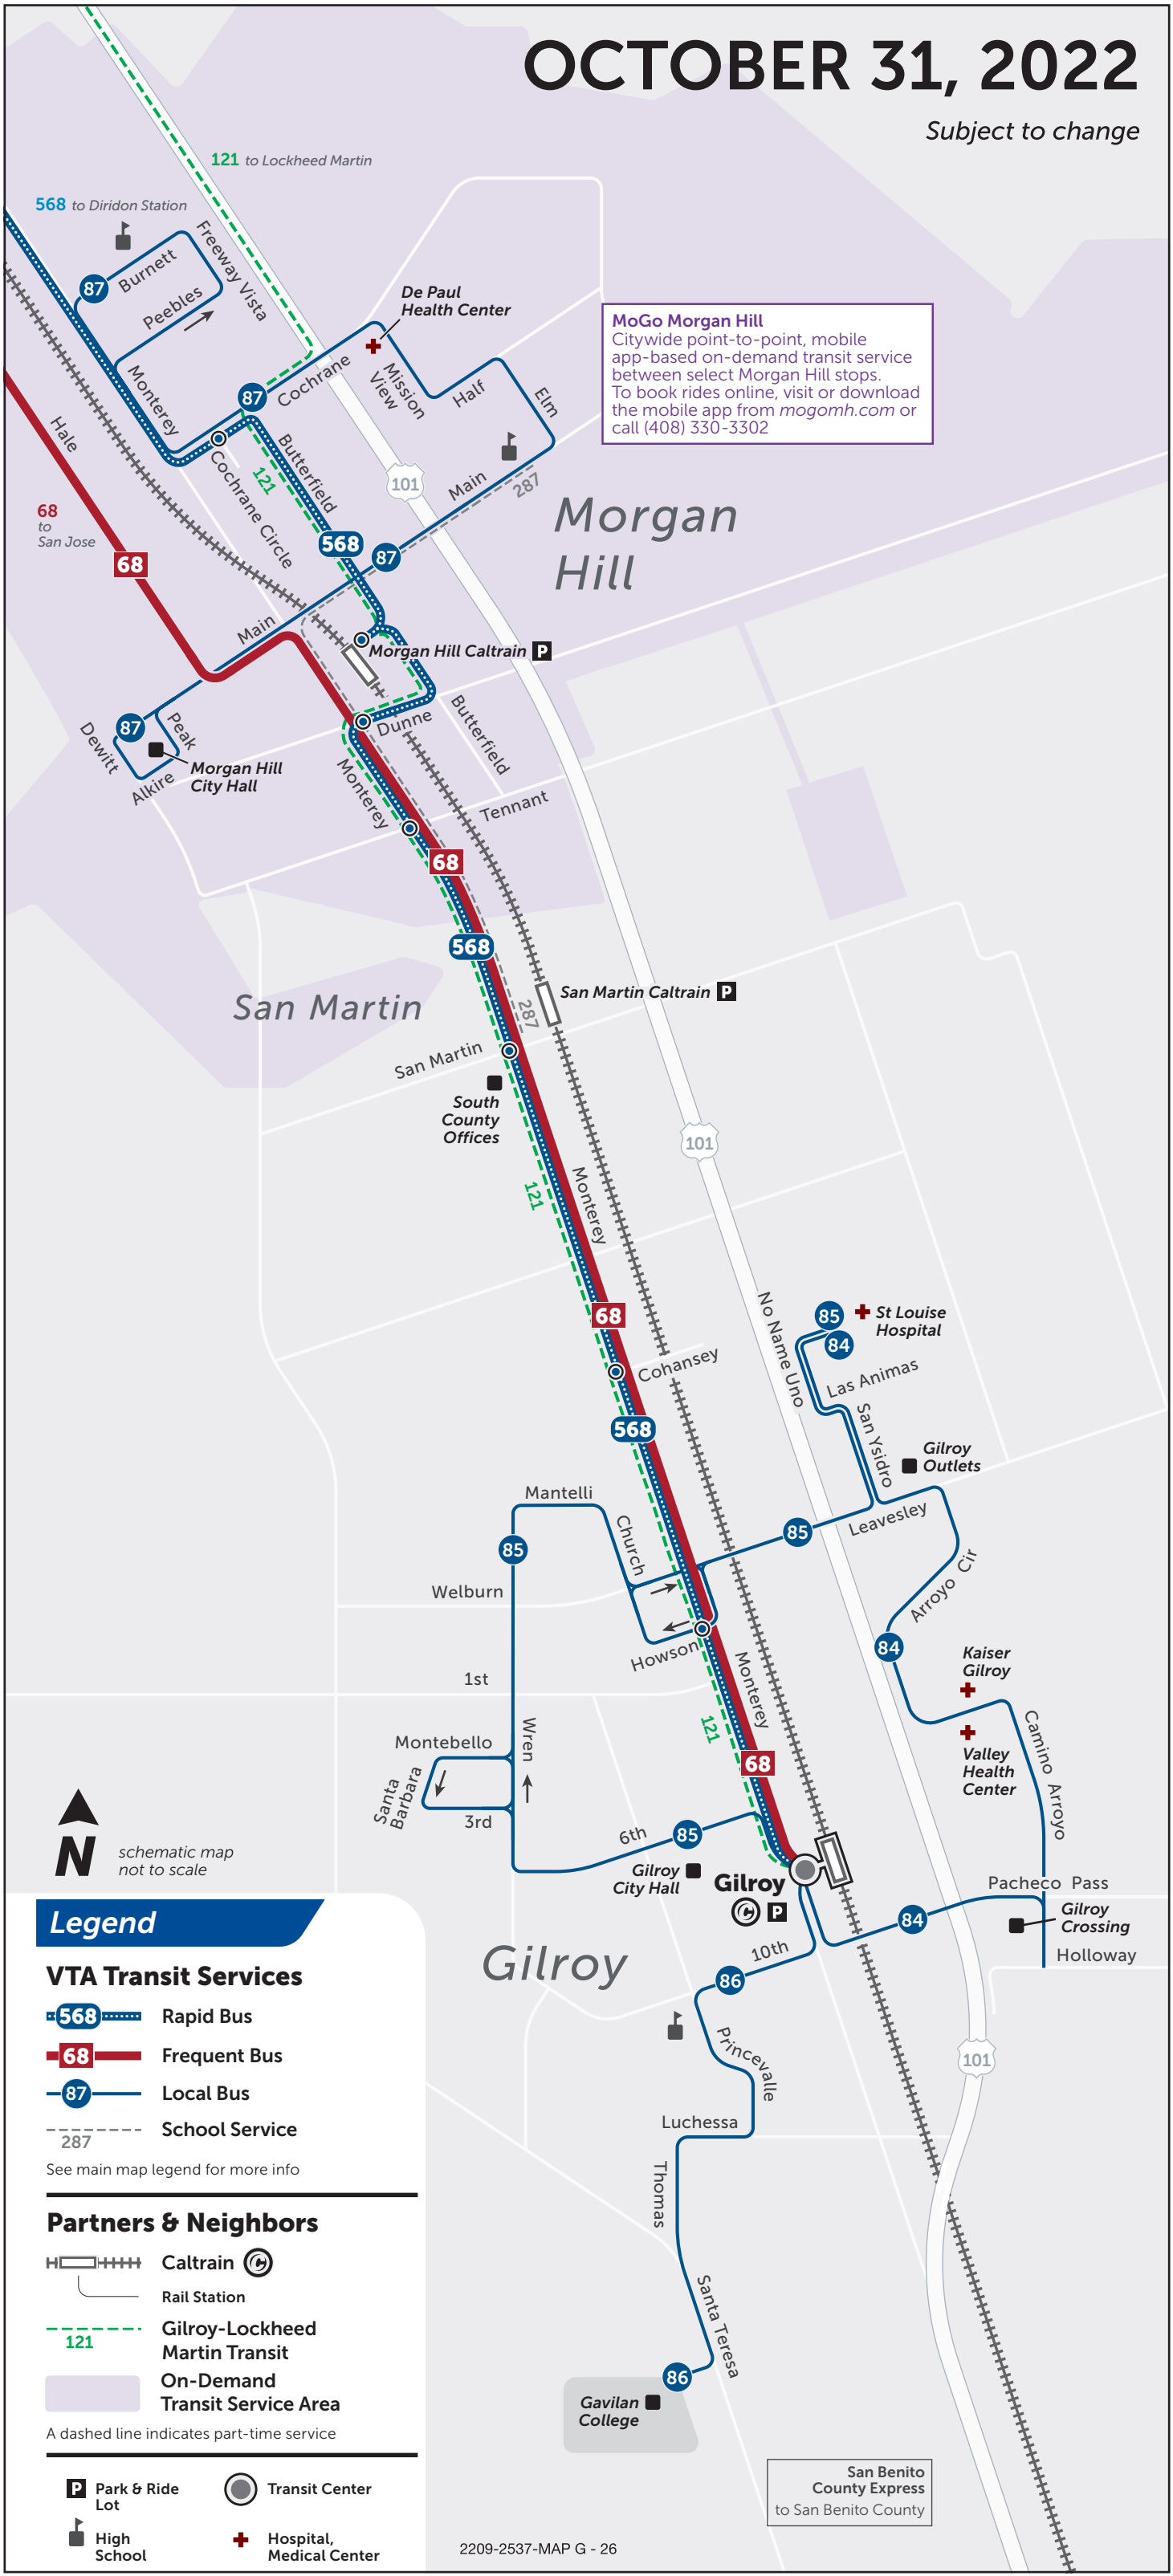 OCTOBER 31, 2022
Subject to change
121 to Lockheed Martin
568 to Diridon Station
Freeway Vista
87
Burnett
Peebles
De Paul
Health Center
MoGo Morgan Hill
Citywide point-to-point, mobile
app-based on-demand transit service
between select Morgan Hill stops.
To book rides online, visit or download
the mobile app from mogomh.com or
call (408) 330-3302
Monterey
87
Cochrane
Mission
View
Half
Elm
Hale
Cochrane Circle
121
Butterfield
101
Main
287
68
to
San Jose
568
87
68
Morgan
Hill
Main
Morgan Hill Caltrain P
87
Peak
Dewitt
Dunne
Butterfield
Morgan Hill
City Hall
Alkire
Monterey
Tennant
68
568
San Martin
San Martin Caltrain P
287
San Martin
South
County
Offices
101
121
Monterey
No Name Uno
68
85
St Louise
Hospital
84
Cohansey
Las Animas
568
San Ysidro
Gilroy
Outlets
Mantelli
Church
85
85
Leavesley
Arroyo Cir
Welburn
Howson
84
Kaiser
Gilroy
1st
Monterey
121
Wren
Montebello
Santa
Barbara
3rd
68
Valley
Health
Center
Camino Arroyo
N
schematic map
not to scale
6th
85
Gilroy
City Hall
Gilroy
C P
Pacheco Pass
84
Gilroy
Crossing
Holloway
Gilroy
10th
86
101
Princevalle
Luchessa
Thomas
Santa Teresa
86
Gavilan
College
San Benito
County Express
to San Benito County
2209-2537-MAP G - 26
Legend
VTA Transit Services
568 Rapid Bus
68 Frequent Bus
87 Local Bus
287 School Service
See main map legend for more info
Partners & Neighbors
Caltrain C
Rail Station
121 Gilroy-Lockheed
Martin Transit
On-Demand
Transit Service Area
A dashed line indicates part-time service
P Park & Ride
Lot
Transit Center
High
School
Hospital,
Medical Center